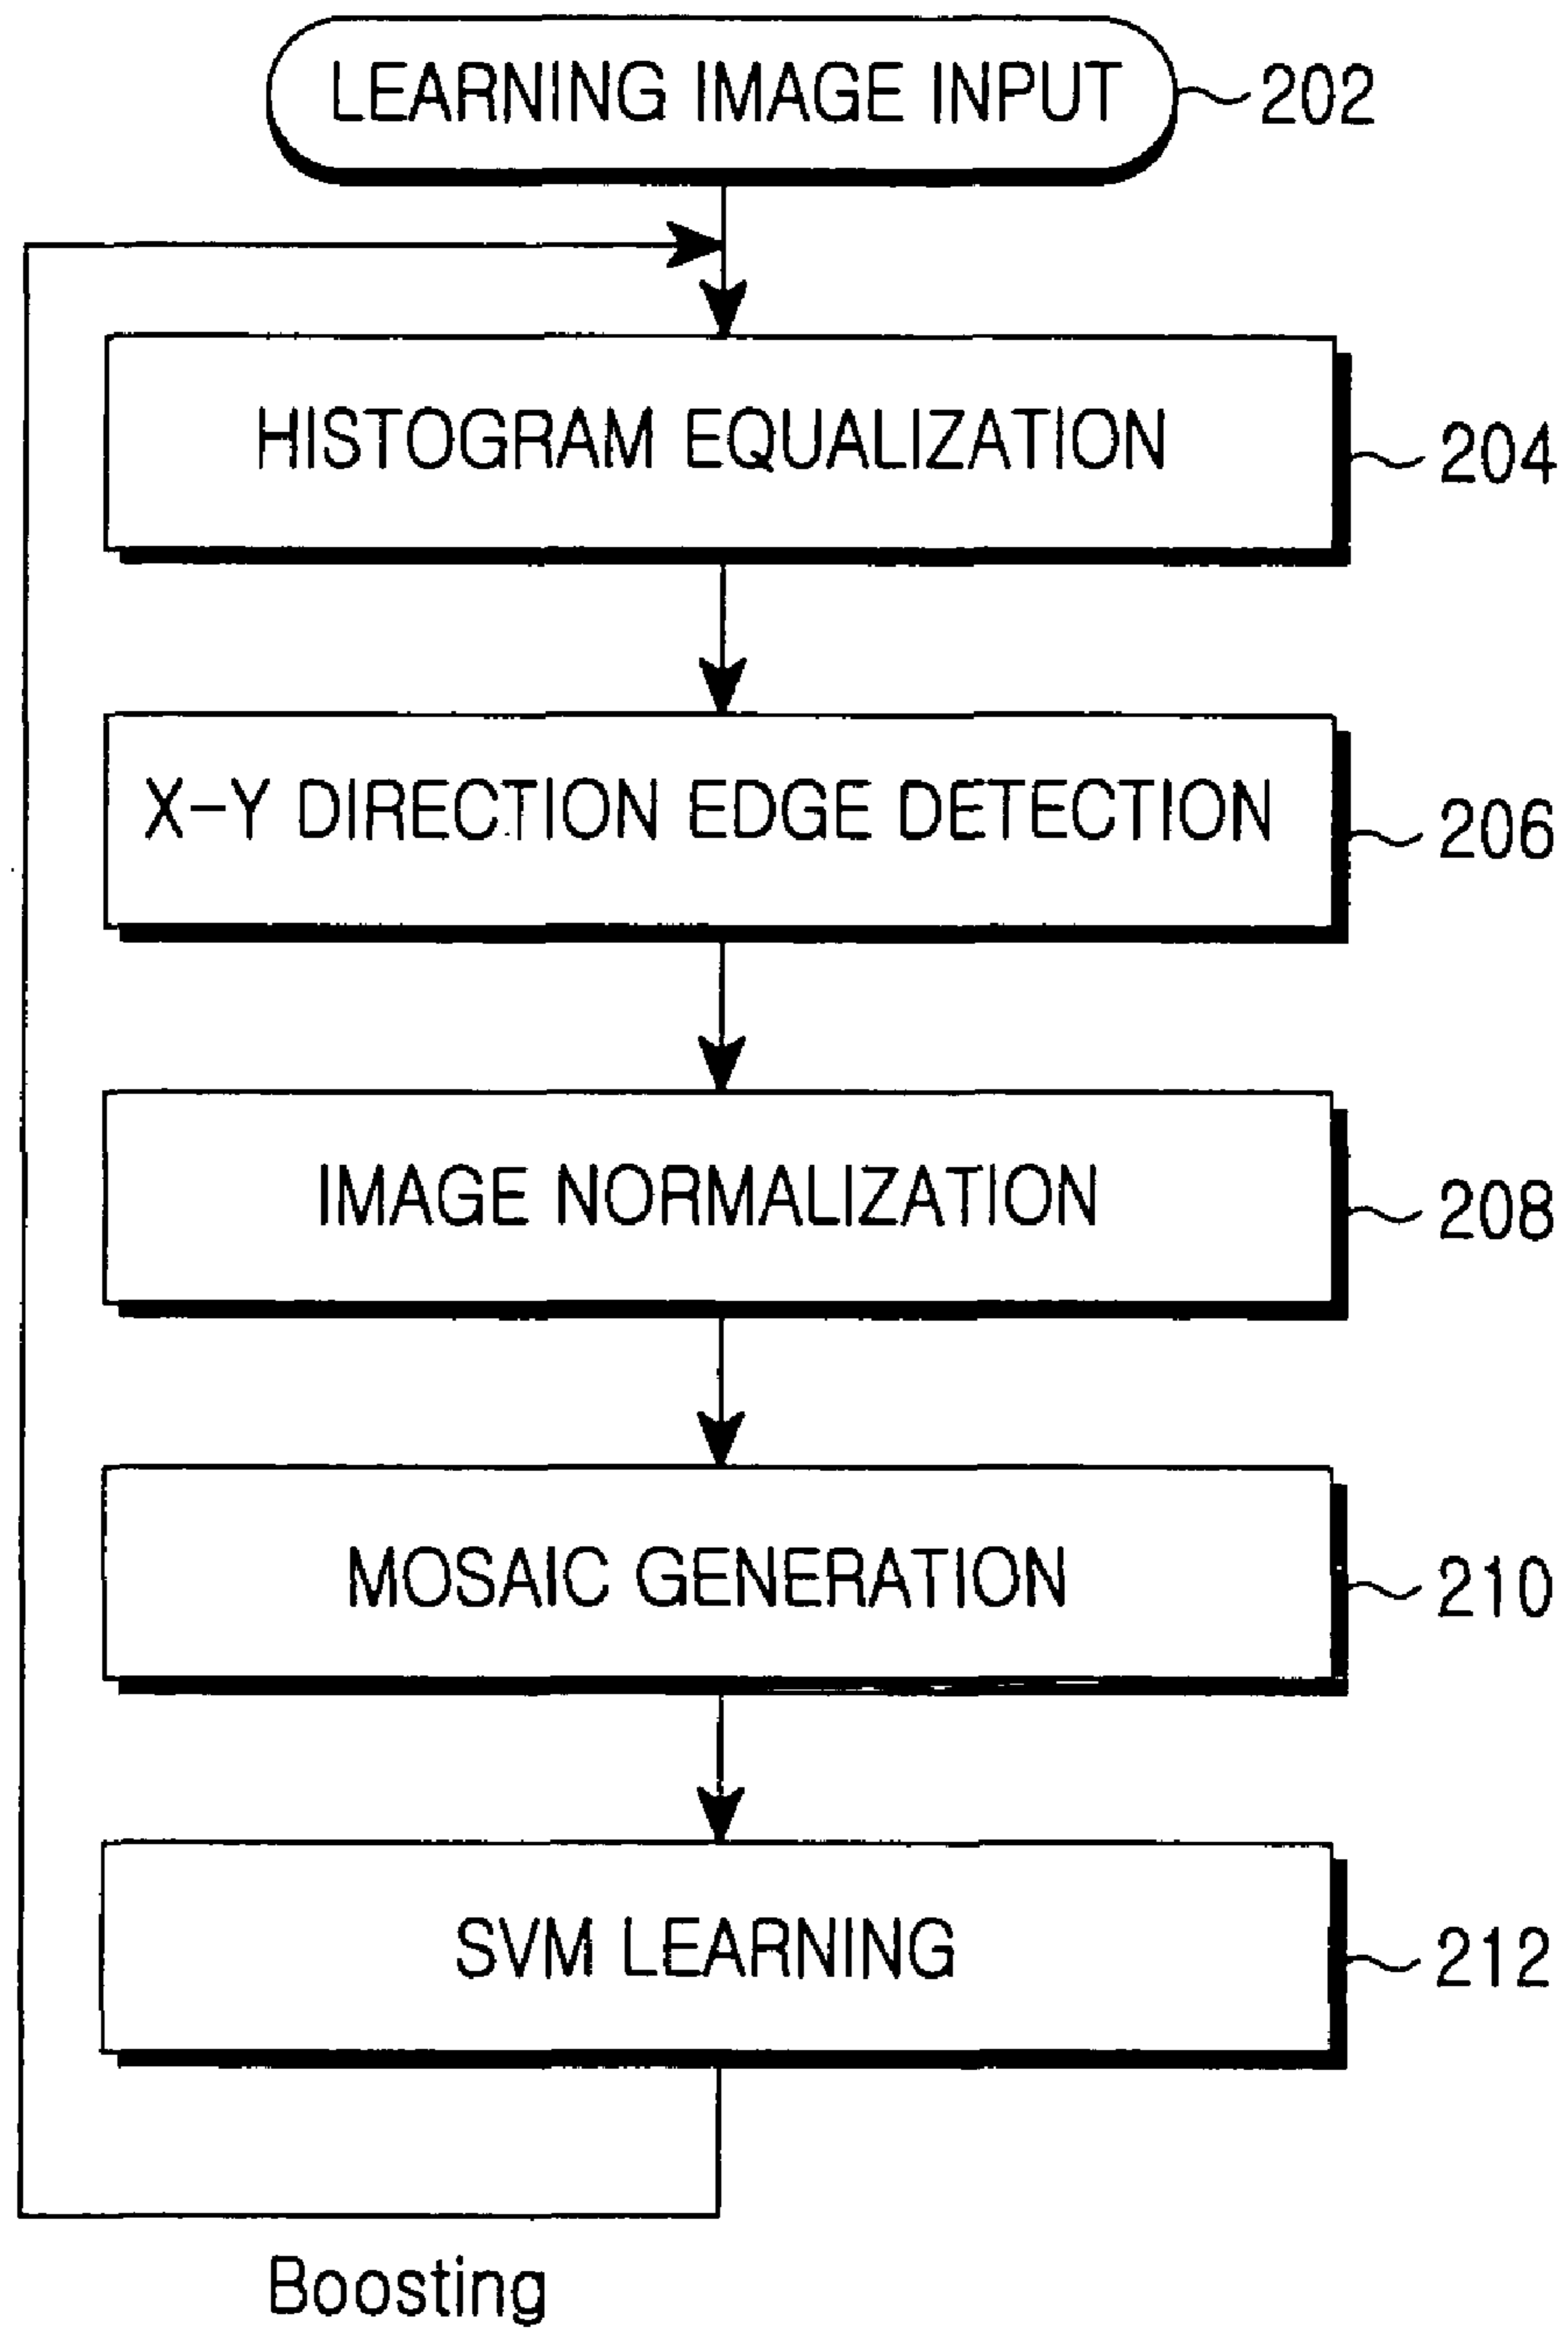 LEARNING IMAGE INPUT 202
HISTOGRAM EQUALIZATION 204
X-Y DIRECTION EDGE DETECTION 206
IMAGE NORMALIZATION 208
MOSAIC GENERATION 210
SVM LEARNING 212
Boosting